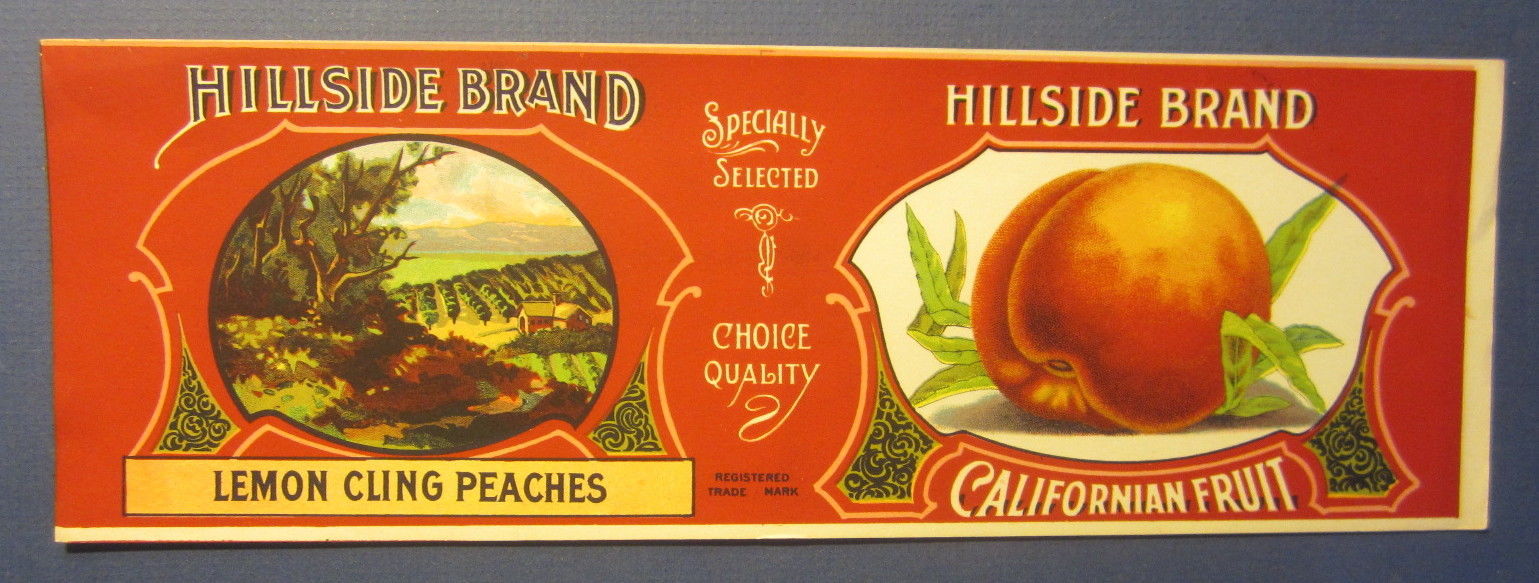 HILLSIDE BRAND
LEMON CLING PEACHES
SPECIALLY
SELECTED
CHOICE
QUALITY
REGISTERED
TRADE MARK
HILLSIDE BRAND
CALIFORNIAN FRUIT